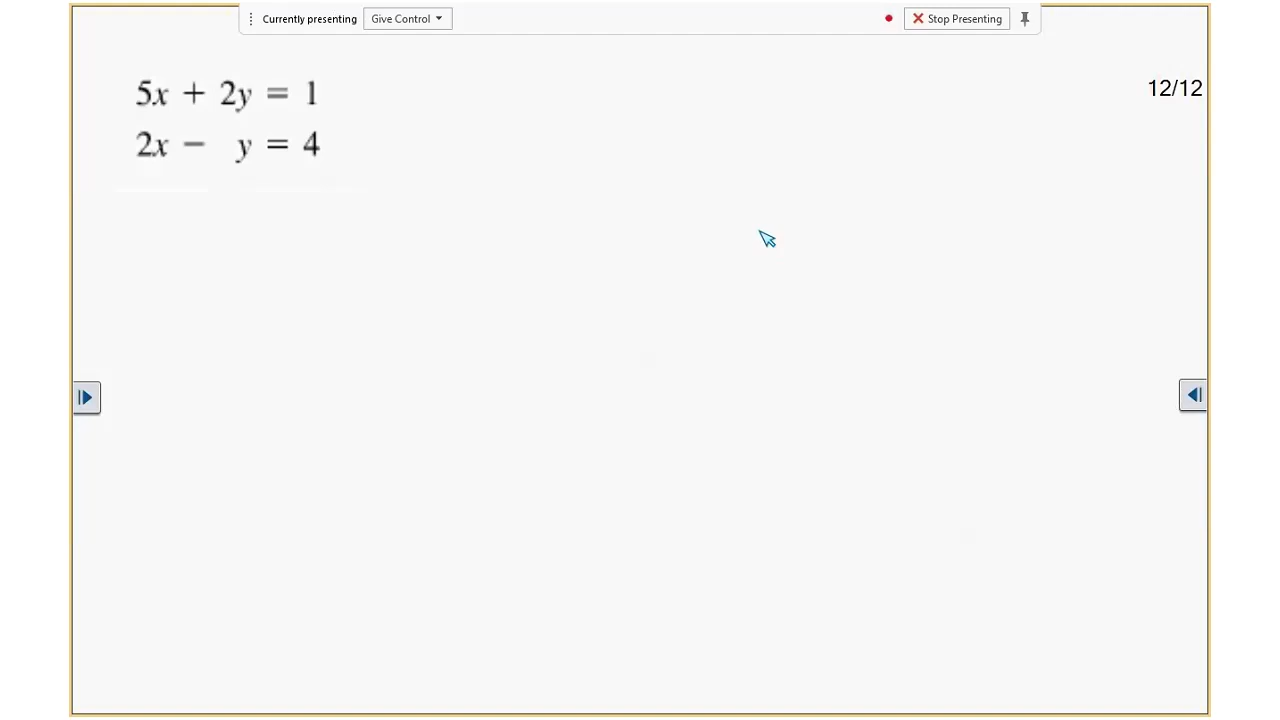 Currently presenting Give Control Stop Presenting
5x + 2y = 1
12/12
2x − y = 4